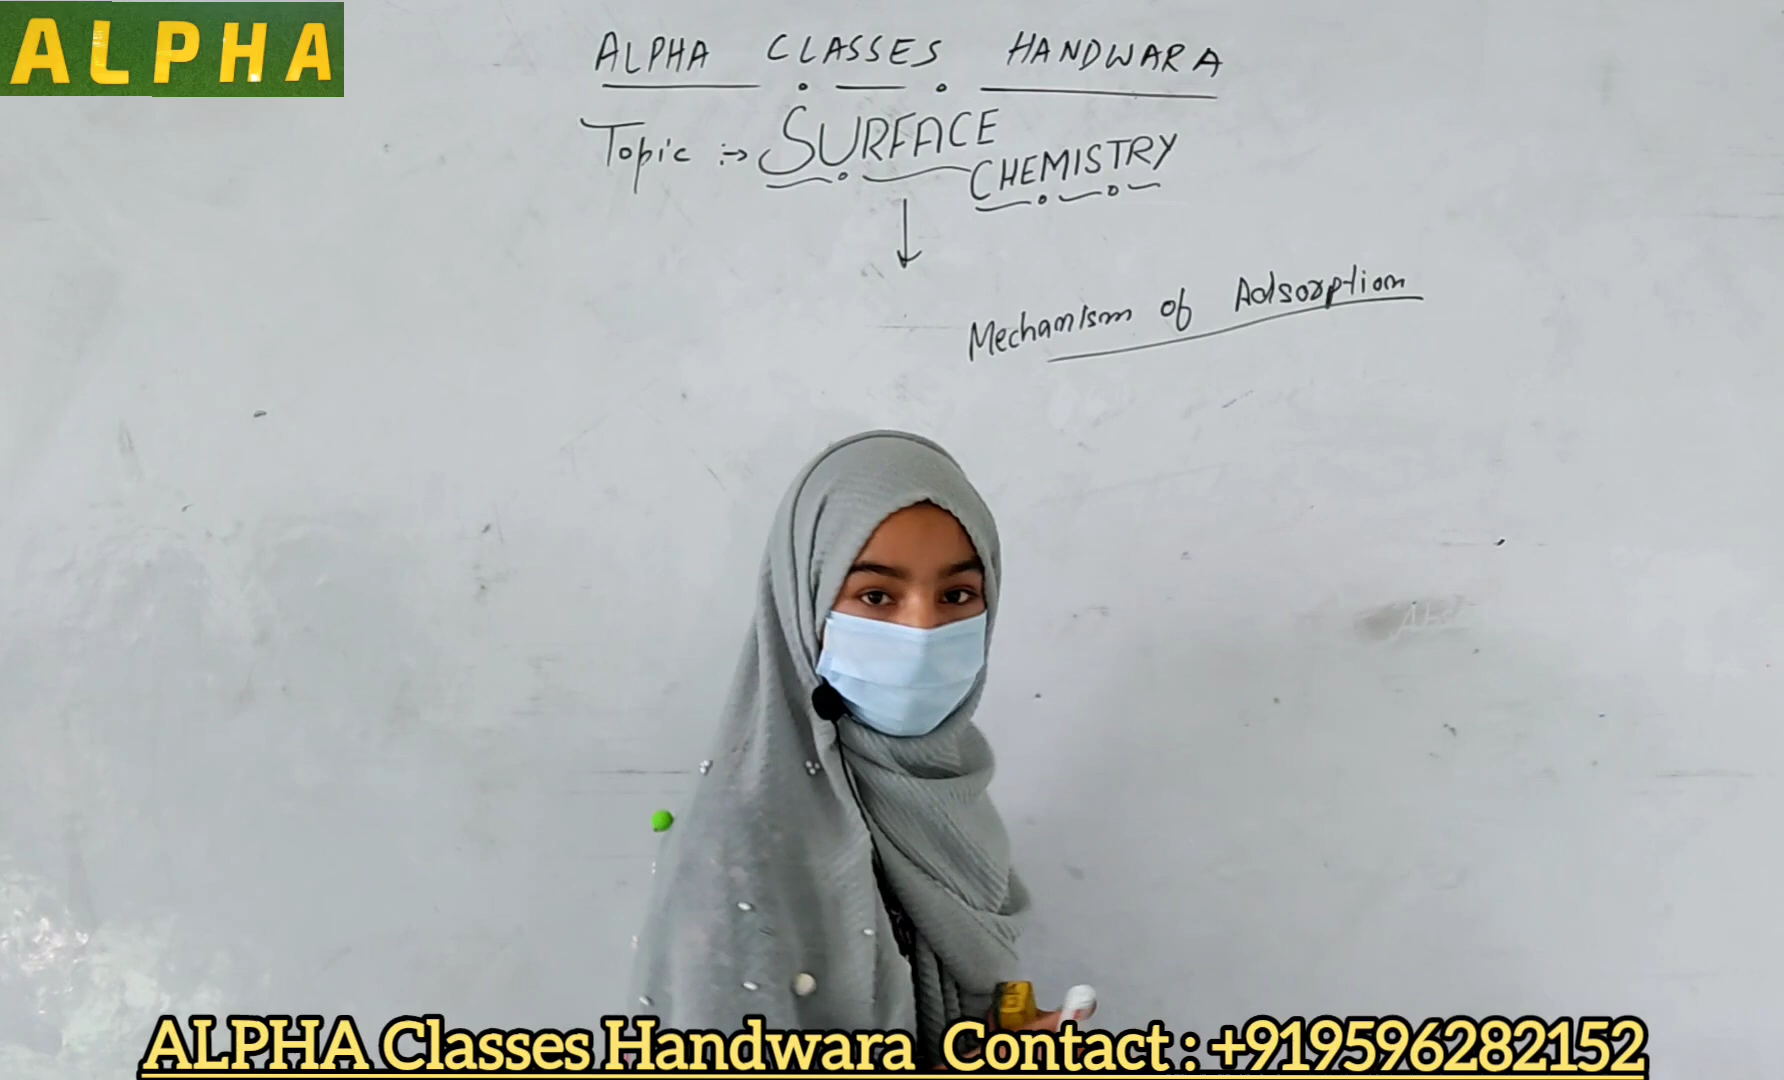 ALPHA
ALPHA CLASSES HANDWARA
Topic :→ SURFACE
CHEMISTRY
Mechanism of Adsorption
ALPHA Classes Handwara Contact : +919596282152